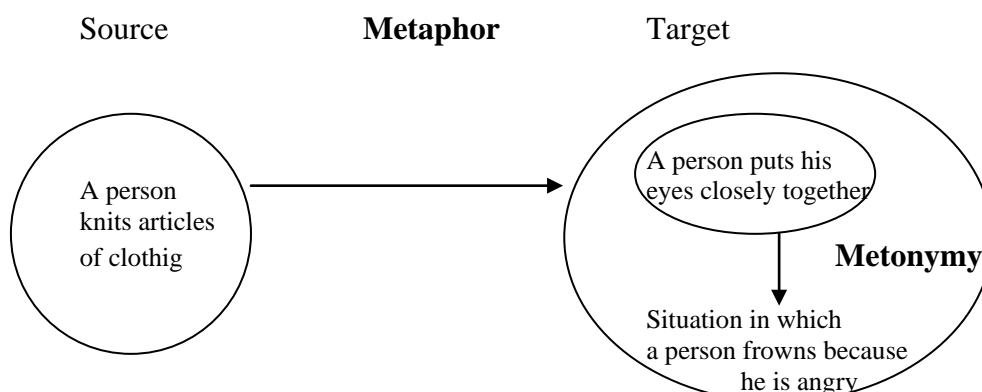 Source Metaphor Target
A person puts his
eyes closely together
A person
knits articles
of clothig
Metonymy
Situation in which
a person frowns because
he is angry